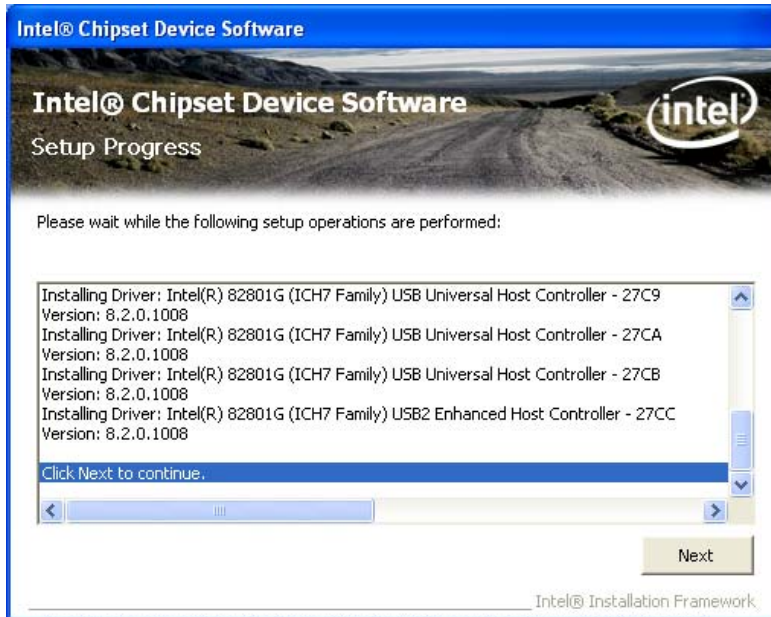 Intel® Chipset Device Software
Intel® Chipset Device Software
intel
Setup Progress
Please wait while the following setup operations are performed:
Installing Driver: Intel(R) 82801G (ICH7 Family) USB Universal Host Controller - 27C9
Version: 8.2.0.1008
Installing Driver: Intel(R) 82801G (ICH7 Family) USB Universal Host Controller - 27CA
Version: 8.2.0.1008
Installing Driver: Intel(R) 82801G (ICH7 Family) USB Universal Host Controller - 27CB
Version: 8.2.0.1008
Installing Driver: Intel(R) 82801G (ICH7 Family) USB2 Enhanced Host Controller - 27CC
Version: 8.2.0.1008
Click Next to continue.
Next
Intel® Installation Framework